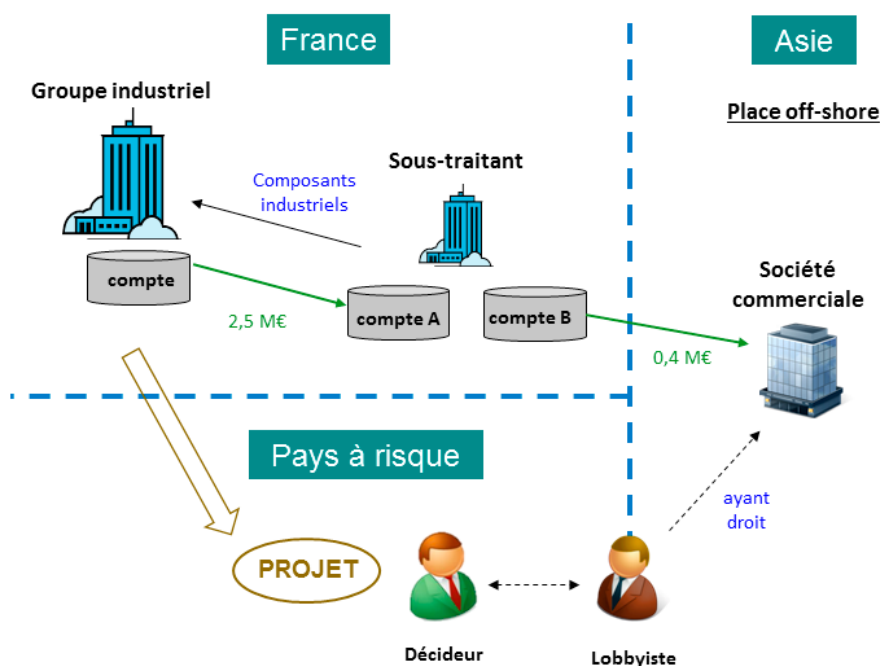 France
Asie
Groupe industriel
Place off-shore
Composants
industriels
Sous-traitant
compte
2,5 M€
compte A
compte B
0,4 M€
Société
commerciale
Pays à risque
ayant
droit
PROJET
Décideur
Lobbyiste